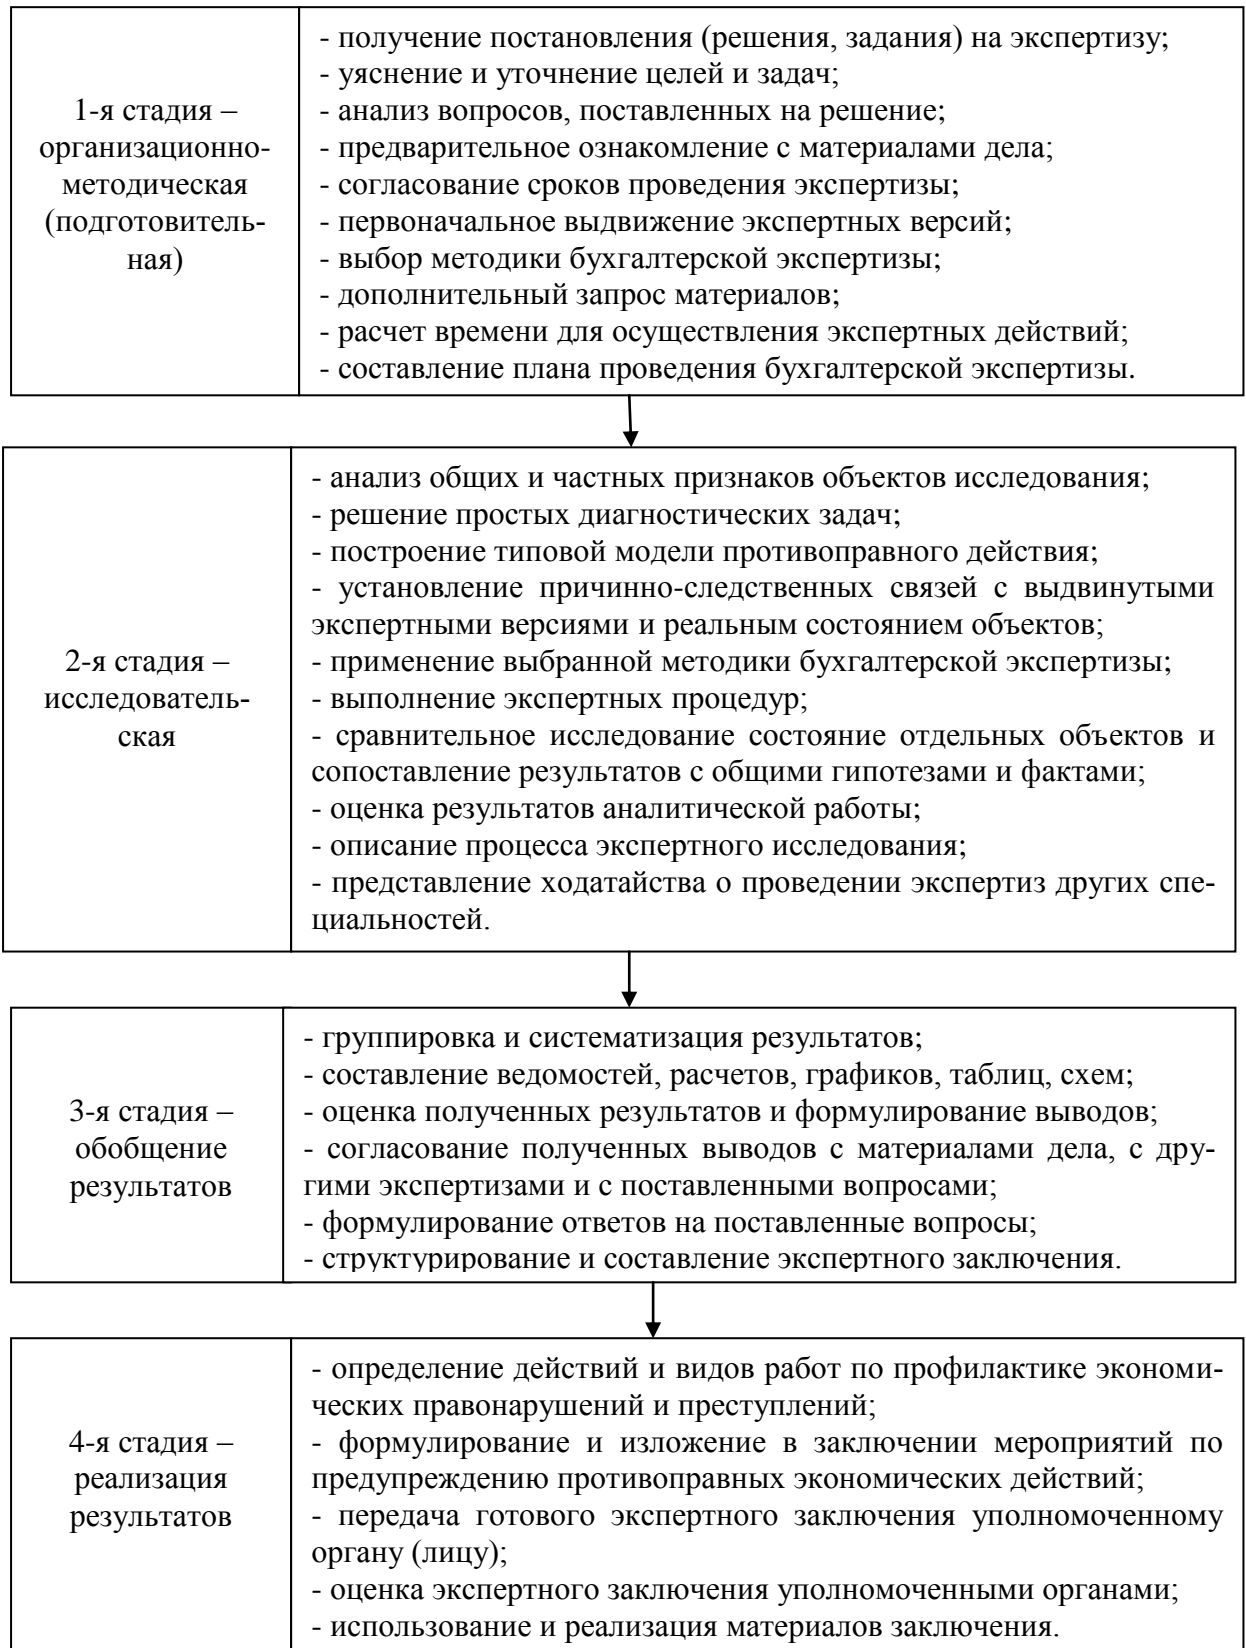 1-я стадия –
организационно-
методическая
(подготовитель-
ная)
- получение постановления (решения, задания) на экспертизу;
- уяснение и уточнение целей и задач;
- анализ вопросов, поставленных на решение;
- предварительное ознакомление с материалами дела;
- согласование сроков проведения экспертизы;
- первоначальное выдвижение экспертных версий;
- выбор методики бухгалтерской экспертизы;
- дополнительный запрос материалов;
- расчет времени для осуществления экспертных действий;
- составление плана проведения бухгалтерской экспертизы.
2-я стадия –
исследователь-
ская
- анализ общих и частных признаков объектов исследования;
- решение простых диагностических задач;
- построение типовой модели противоправного действия;
- установление причинно-следственных связей с выдвинутыми
экспертными версиями и реальным состоянием объектов;
- применение выбранной методики бухгалтерской экспертизы;
- выполнение экспертных процедур;
- сравнительное исследование состояние отдельных объектов и
сопоставление результатов с общими гипотезами и фактами;
- оценка результатов аналитической работы;
- описание процесса экспертного исследования;
- представление ходатайства о проведении экспертиз других спе-
циальностей.
3-я стадия –
обобщение
результатов
- группировка и систематизация результатов;
- составление ведомостей, расчетов, графиков, таблиц, схем;
- оценка полученных результатов и формулирование выводов;
- согласование полученных выводов с материалами дела, с дру-
гими экспертизами и с поставленными вопросами;
- формулирование ответов на поставленные вопросы;
- структурирование и составление экспертного заключения.
4-я стадия –
реализация
результатов
- определение действий и видов работ по профилактике экономи-
ческих правонарушений и преступлений;
- формулирование и изложение в заключении мероприятий по
предупреждению противоправных экономических действий;
- передача готового экспертного заключения уполномоченному
органу (лицу);
- оценка экспертного заключения уполномоченными органами;
- использование и реализация материалов заключения.